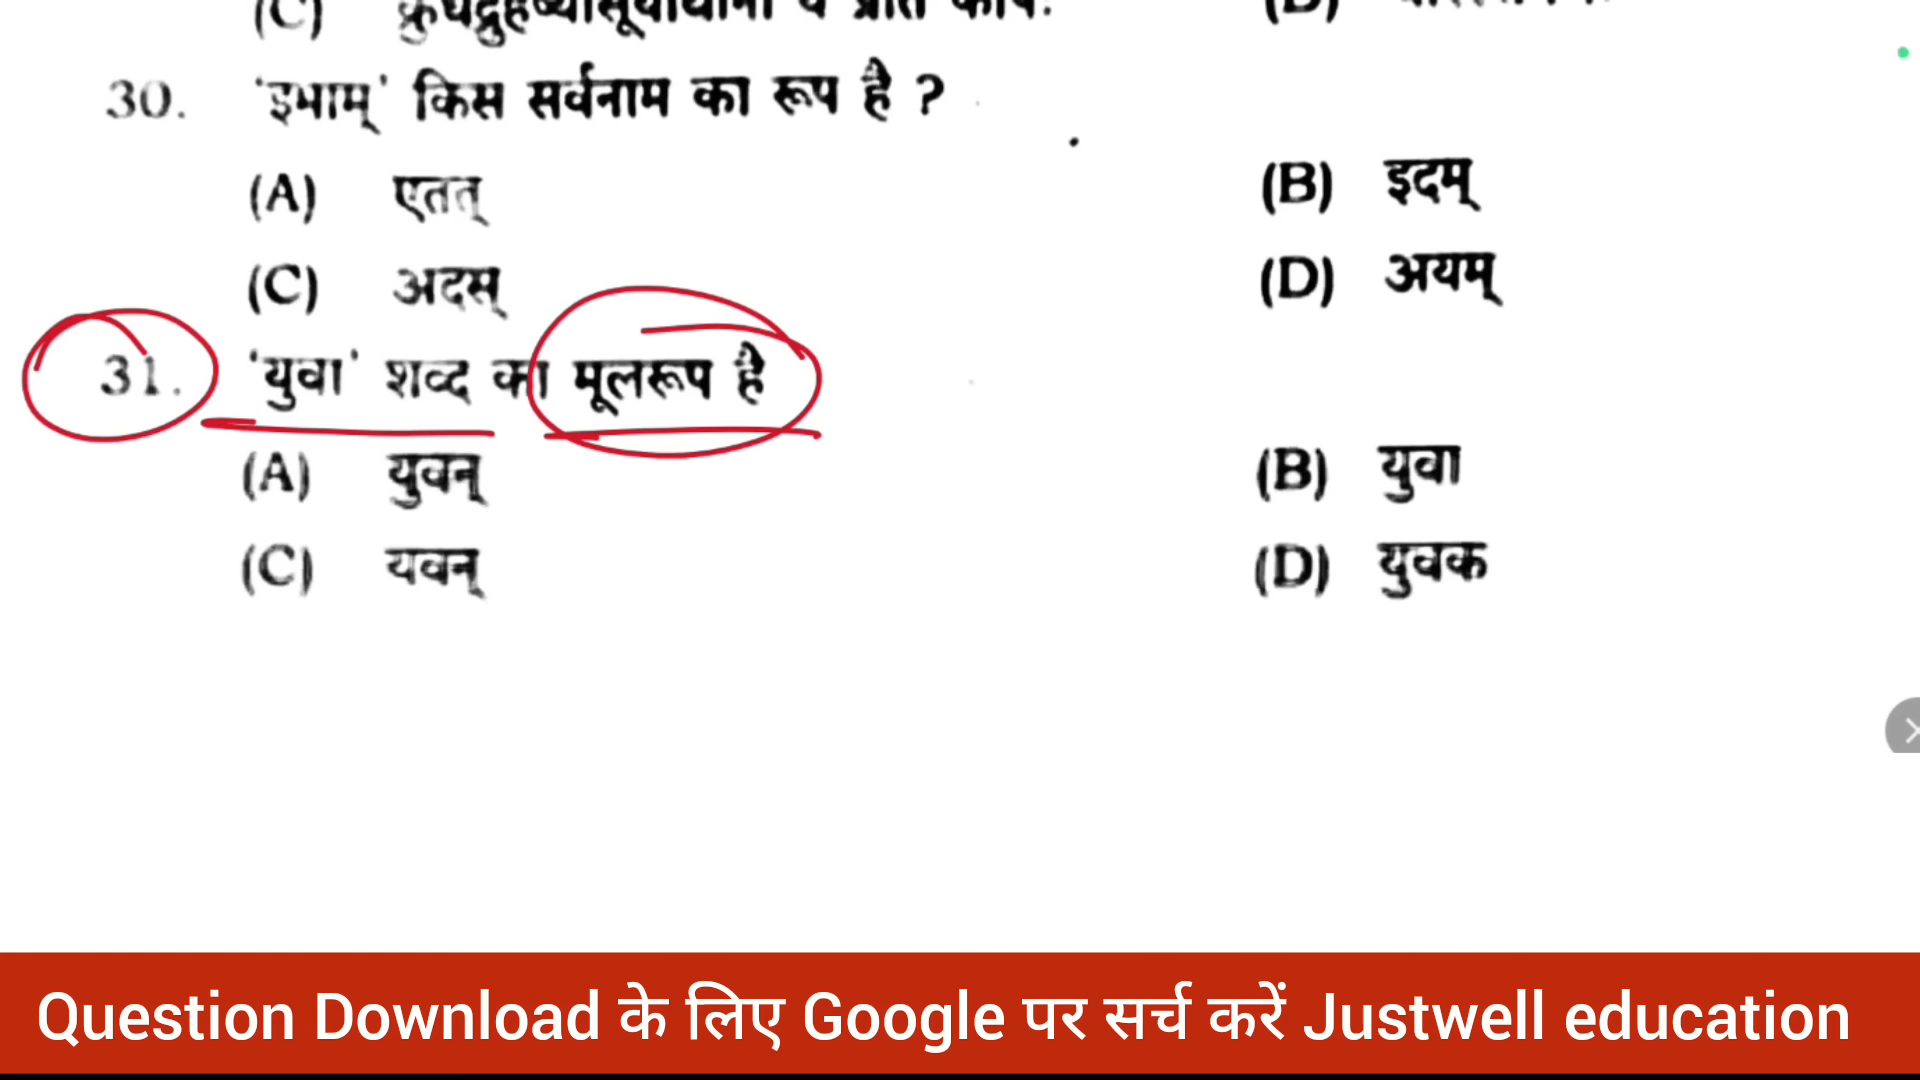 (C)
30. 'इमाम्' किस सर्वनाम का रूप है ?
(A) एतत् (B) इदम्
(C) अदस् (D) अयम्
31. 'युवा' शब्द का मूलरूप है
(A) युवन् (B) युवा
(C) यवन् (D) युवक
Question Download के लिए Google पर सर्च करें Justwell education